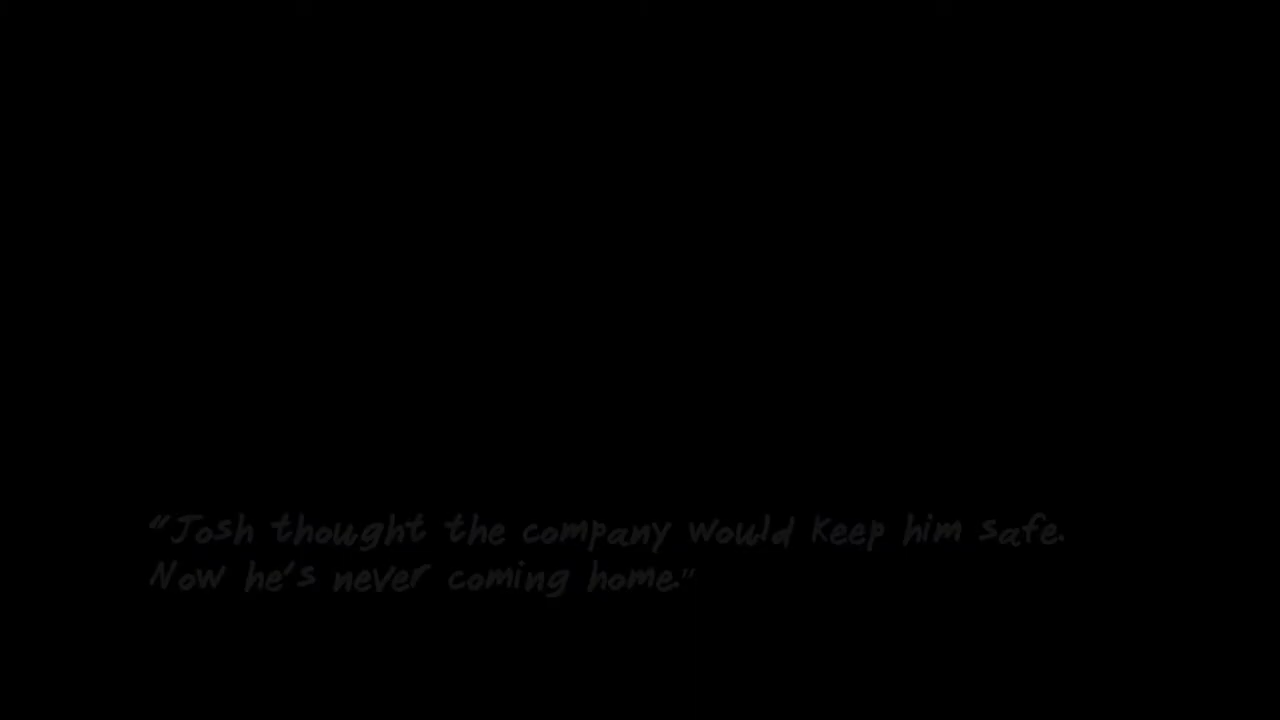 “Josh thought the company would keep him safe.
Now he's never coming home.”